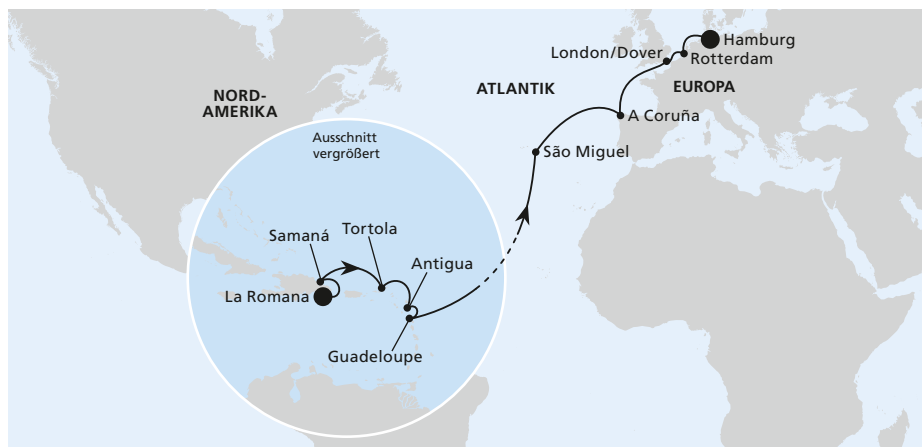 Hamburg
London/Dover
Rotterdam
NORD-
AMERIKA
ATLANTIK
EUROPA
A Coruña
Ausschnitt
vergrößert
São Miguel
Samaná
Tortola
Antigua
La Romana
Guadeloupe